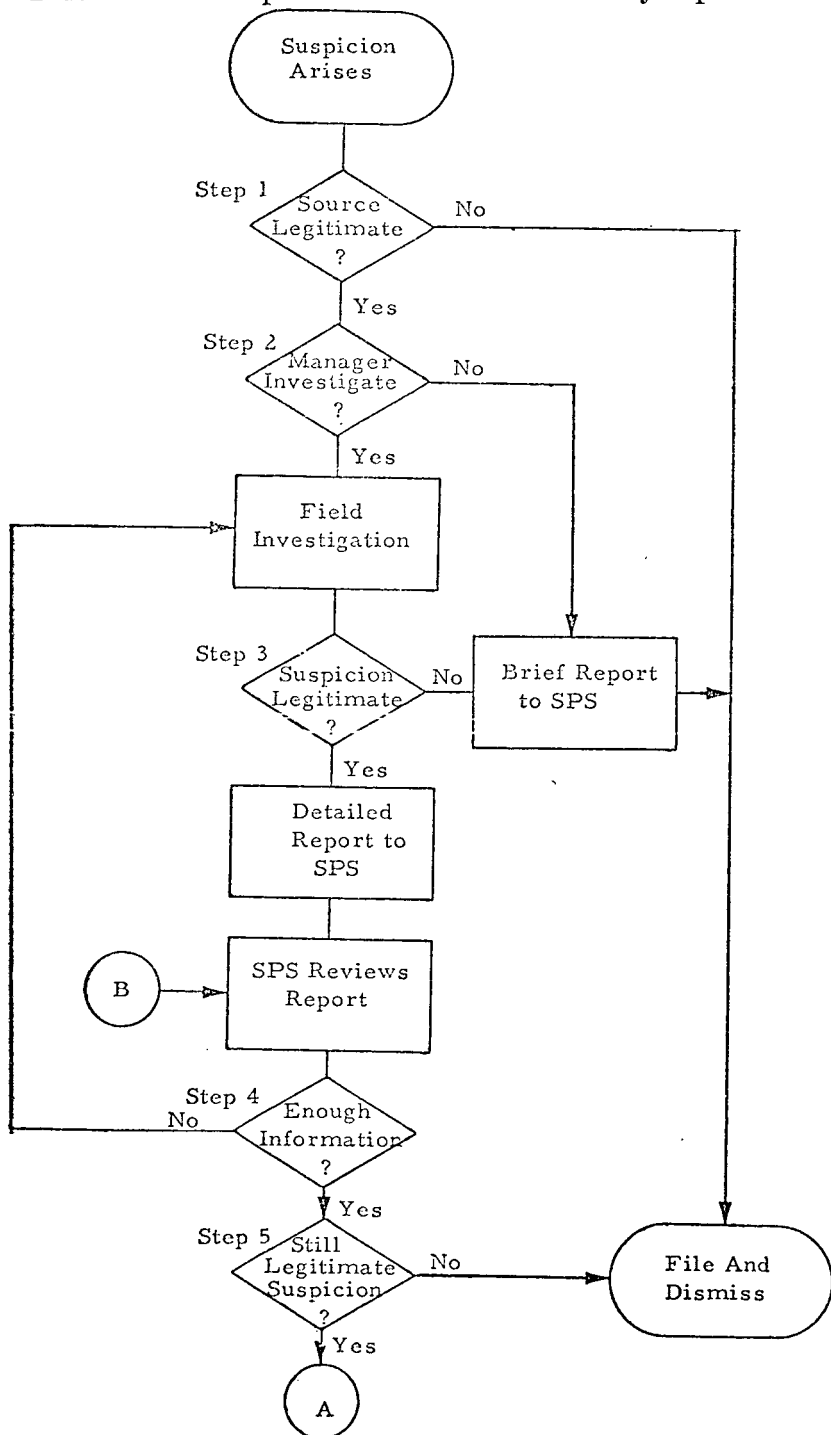 Suspicion
Arises
Step 1
Source
Legitimate
?
No
Yes
Step 2
Manager
Investigate
?
No
Yes
Field
Investigation
Step 3
Suspicion
Legitimate
?
No
Brief Report
to SPS
Yes
Detailed
Report to
SPS
B
SPS Reviews
Report
Step 4
No
Enough
Information
?
Yes
Step 5
Still
Legitimate
Suspicion
?
No
File And
Dismiss
Yes
A